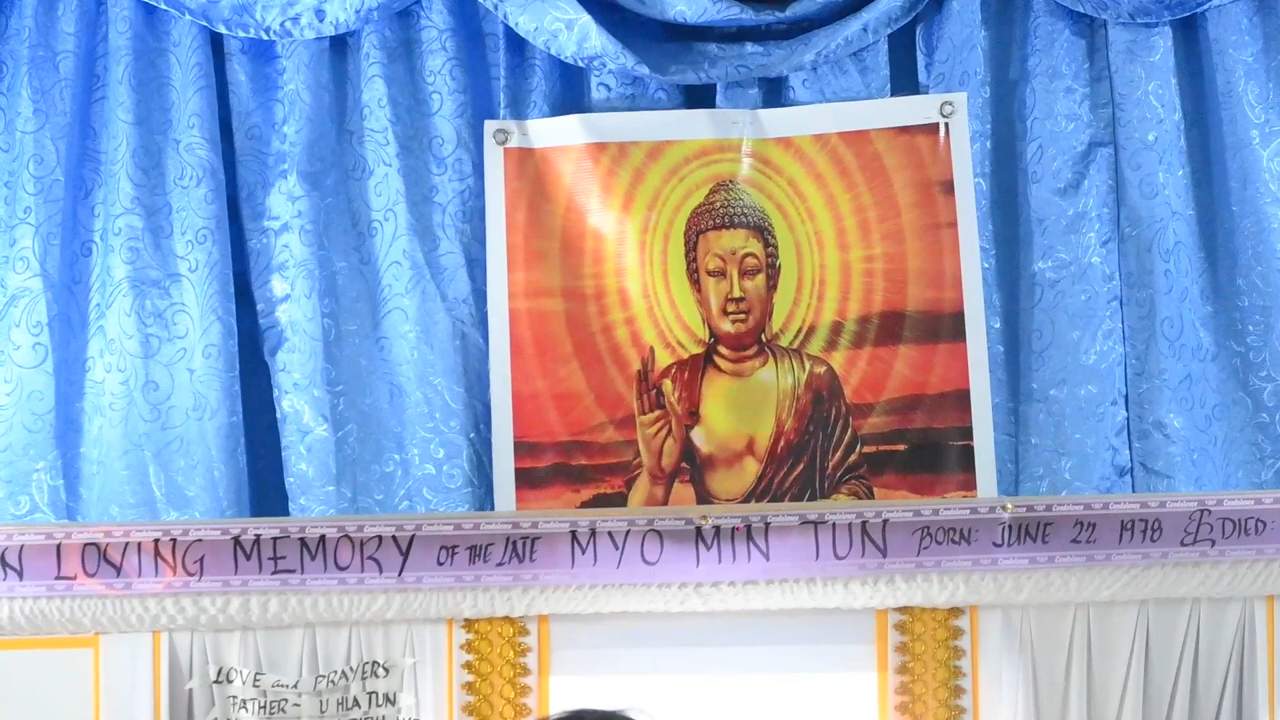 N LOVING MEMORY OF THE LATE MYO MIN TUN BORN: JUNE 22, 1978 & DIED:
LOVE and PRAYERS
FATHER - U HLA TUN